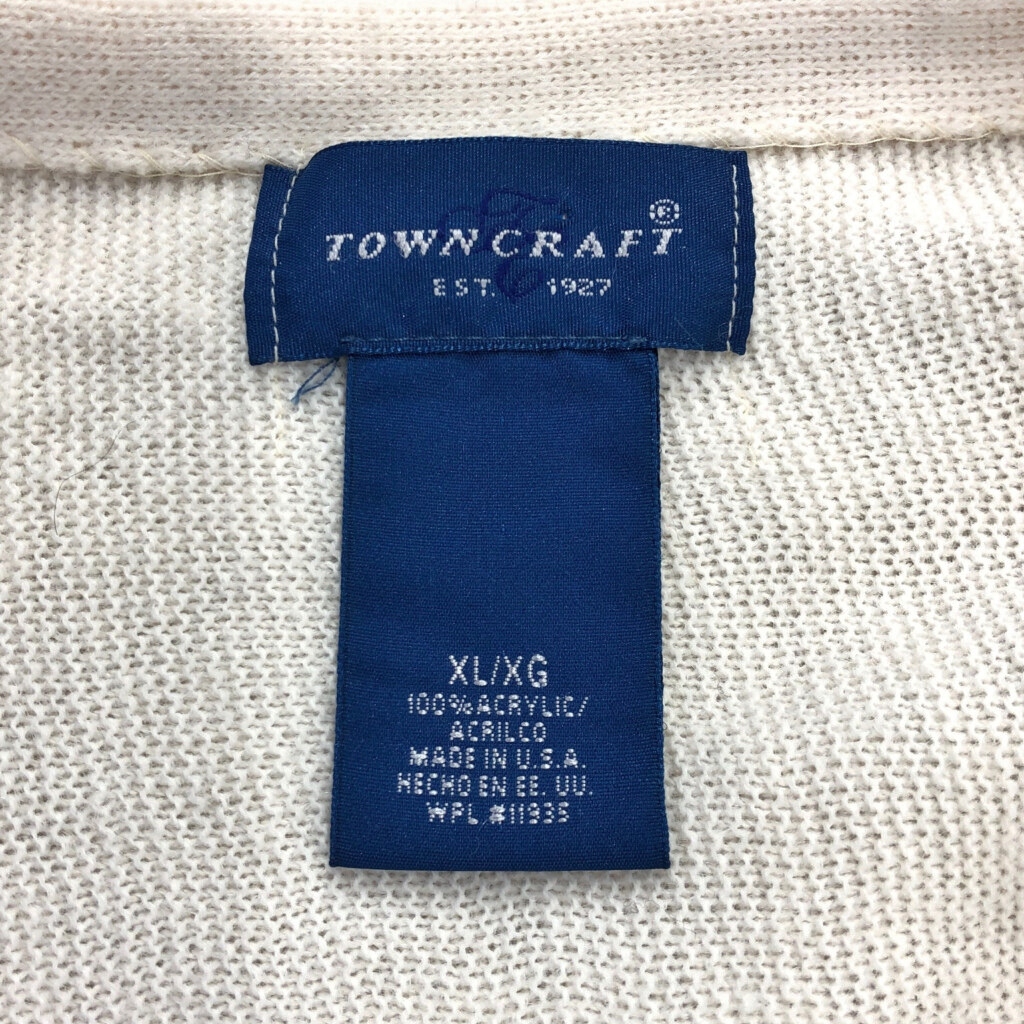 TOWNCRAFT®
EST. 1927
XL/XG
100% ACRYLIC/
ACRILCO
MADE IN U.S.A.
HECHO EN EE. UU.
WPL #11935